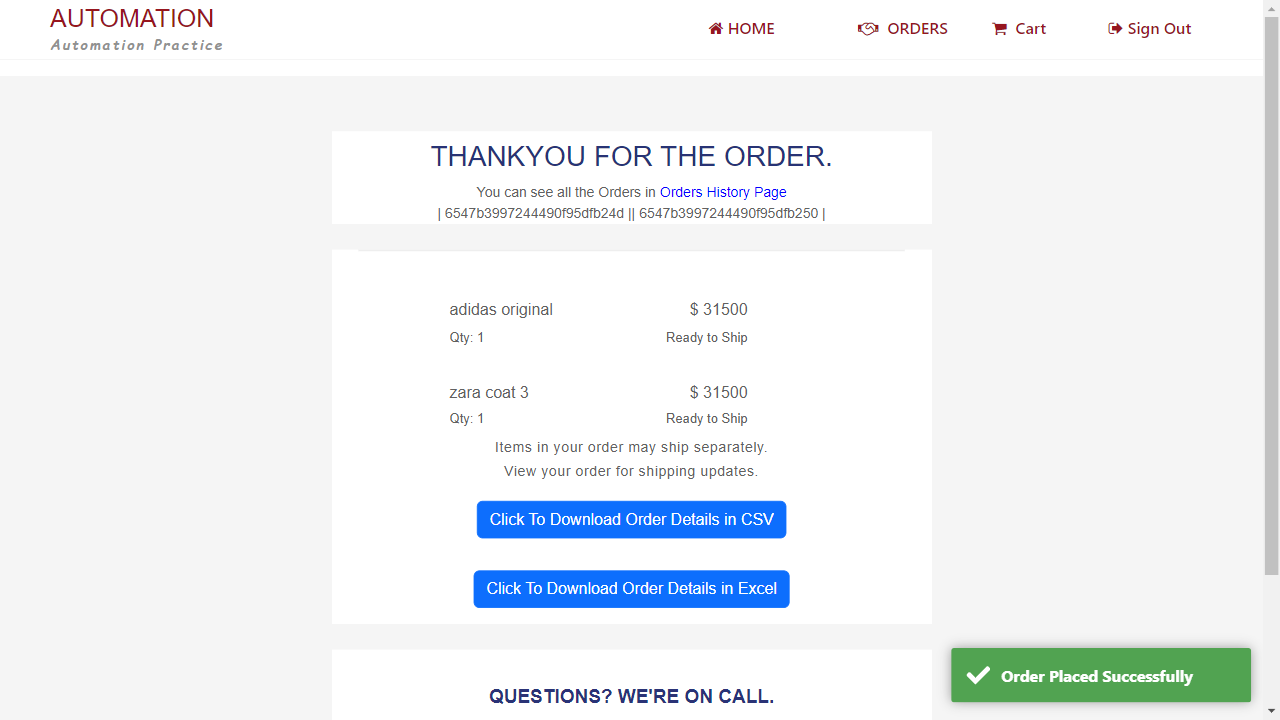 AUTOMATION
Automation Practice
HOME
ORDERS
Cart
Sign Out
THANKYOU FOR THE ORDER.
You can see all the Orders in Orders History Page
| 6547b3997244490f95dfb24d || 6547b3997244490f95dfb250 |
adidas original $ 31500
Qty: 1 Ready to Ship
zara coat 3 $ 31500
Qty: 1 Ready to Ship
Items in your order may ship separately.
View your order for shipping updates.
Click To Download Order Details in CSV
Click To Download Order Details in Excel
QUESTIONS? WE'RE ON CALL.
Order Placed Successfully